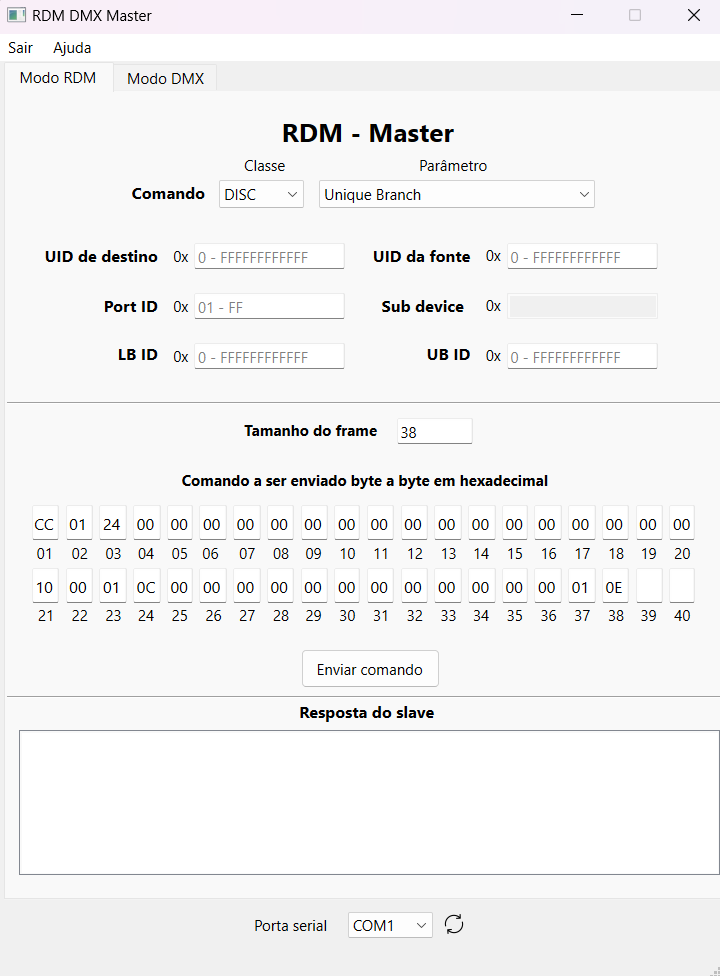 RDM DMX Master
Sair Ajuda
Modo RDM Modo DMX
RDM - Master
Classe Parâmetro
Comando DISC Unique Branch
UID de destino 0x 0 - FFFFFFFFFFFF UID da fonte 0x 0 - FFFFFFFFFFFF
Port ID 0x 01 - FF Sub device 0x
LB ID 0x 0 - FFFFFFFFFFFF UB ID 0x 0 - FFFFFFFFFFFF
Tamanho do frame 38
Comando a ser enviado byte a byte em hexadecimal
CC 01 24 00 00 00 00 00 00 00 00 00 00 00 00 00 00 00 00 00
01 02 03 04 05 06 07 08 09 10 11 12 13 14 15 16 17 18 19 20
10 00 01 0C 00 00 00 00 00 00 00 00 00 00 00 00 01 0E
21 22 23 24 25 26 27 28 29 30 31 32 33 34 35 36 37 38 39 40
Enviar comando
Resposta do slave
Porta serial COM1